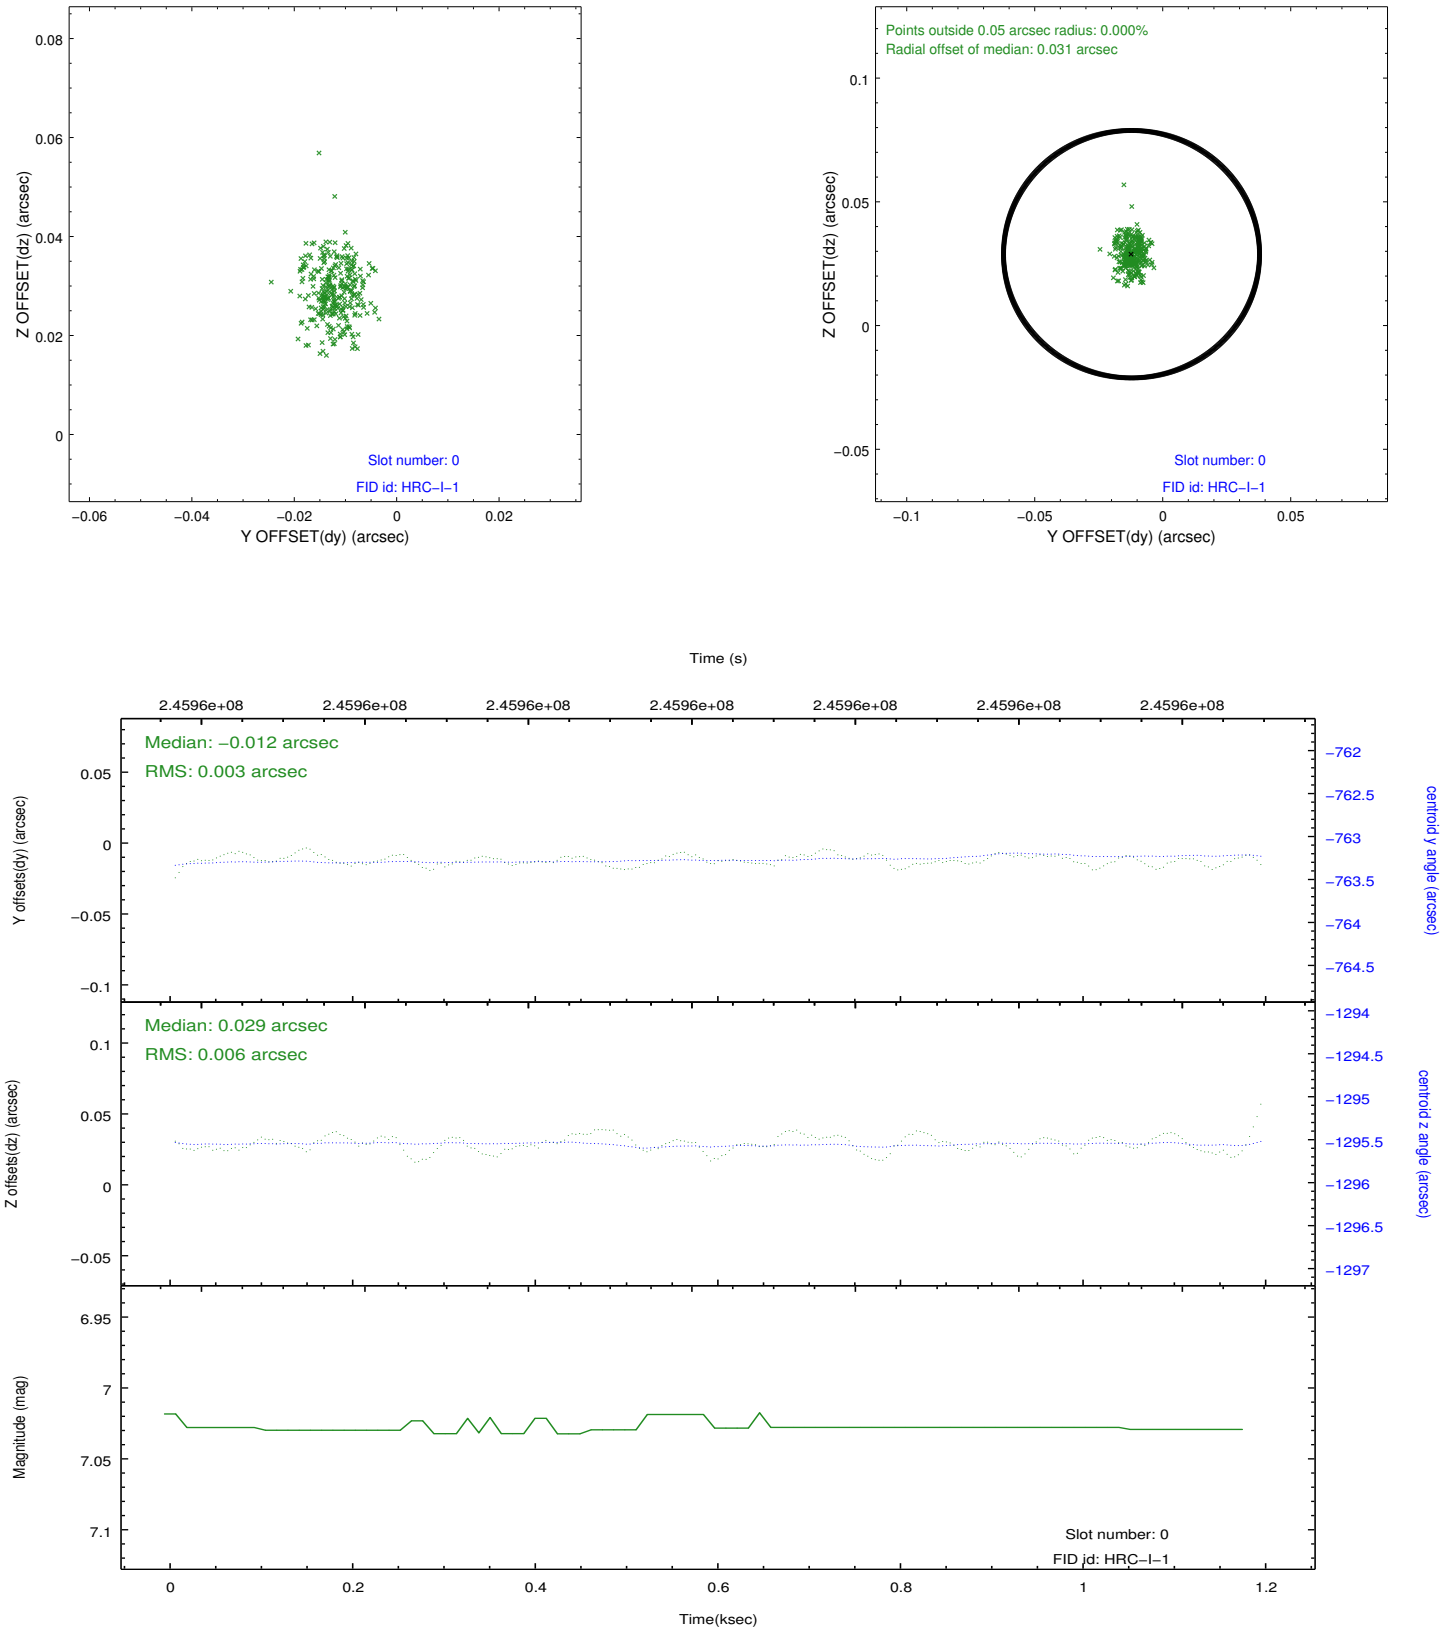 0.08
0.06
0.04
0.02
0
Z OFFSET(dz) (arcsec)
Slot number: 0
FID id: HRC−I−1
−0.06 −0.04 −0.02 0 0.02
Y OFFSET(dy) (arcsec)
Points outside 0.05 arcsec radius: 0.000%
Radial offset of median: 0.031 arcsec
0.1
0.05
0
−0.05
Z OFFSET(dz) (arcsec)
Slot number: 0
FID id: HRC−I−1
−0.1 −0.05 0 0.05
Y OFFSET(dy) (arcsec)
Time (s)
2.4596e+08 2.4596e+08 2.4596e+08 2.4596e+08 2.4596e+08 2.4596e+08 2.4596e+08
Median: −0.012 arcsec
RMS: 0.003 arcsec
0.05
0
−0.05
−0.1
Y offsets(dy) (arcsec)
−762
−762.5
−763
−763.5
−764
−764.5
centroid y angle (arcsec)
Median: 0.029 arcsec
RMS: 0.006 arcsec
0.1
0.05
0
−0.05
Z offsets(dz) (arcsec)
−1294
−1294.5
−1295
−1295.5
−1296
−1296.5
−1297
centroid z angle (arcsec)
6.95
7
7.05
7.1
Magnitude (mag)
Slot number: 0
FID id: HRC−I−1
0 0.2 0.4 0.6 0.8 1 1.2
Time(ksec)